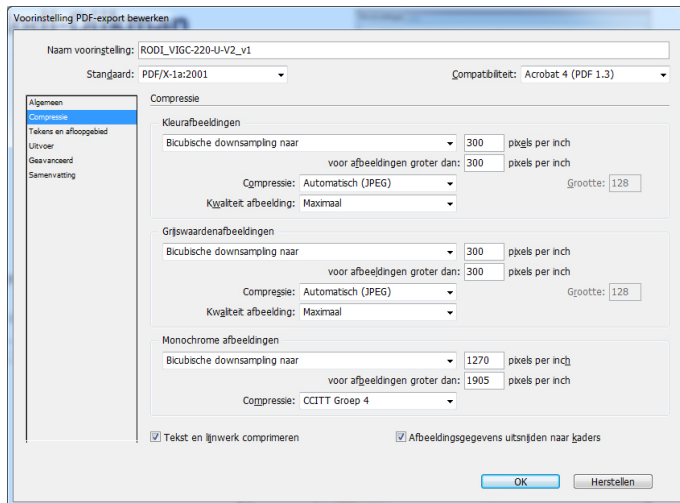 Voorinstelling PDF-export bewerken
Naam voorinstelling: RODI_VIGC-220-U-V2_v1
Standaard: PDF/X-1a:2001 Compatibiliteit: Acrobat 4 (PDF 1.3)
Algemeen
Compressie
Tekens en afloopgebied
Uitvoer
Geavanceerd
Samenvatting
Compressie
Kleurafbeeldingen
Bicubische downsampling naar 300 pixels per inch
voor afbeeldingen groter dan: 300 pixels per inch
Compressie: Automatisch (JPEG) Grootte: 128
Kwaliteit afbeelding: Maximaal
Grijswaardenafbeeldingen
Bicubische downsampling naar 300 pixels per inch
voor afbeeldingen groter dan: 300 pixels per inch
Compressie: Automatisch (JPEG) Grootte: 128
Kwaliteit afbeelding: Maximaal
Monochrome afbeeldingen
Bicubische downsampling naar 1270 pixels per inch
voor afbeeldingen groter dan: 1905 pixels per inch
Compressie: CCITT Groep 4
Tekst en lijnwerk comprimeren Afbeeldingsgegevens uitsnijden naar kaders
OK Herstellen